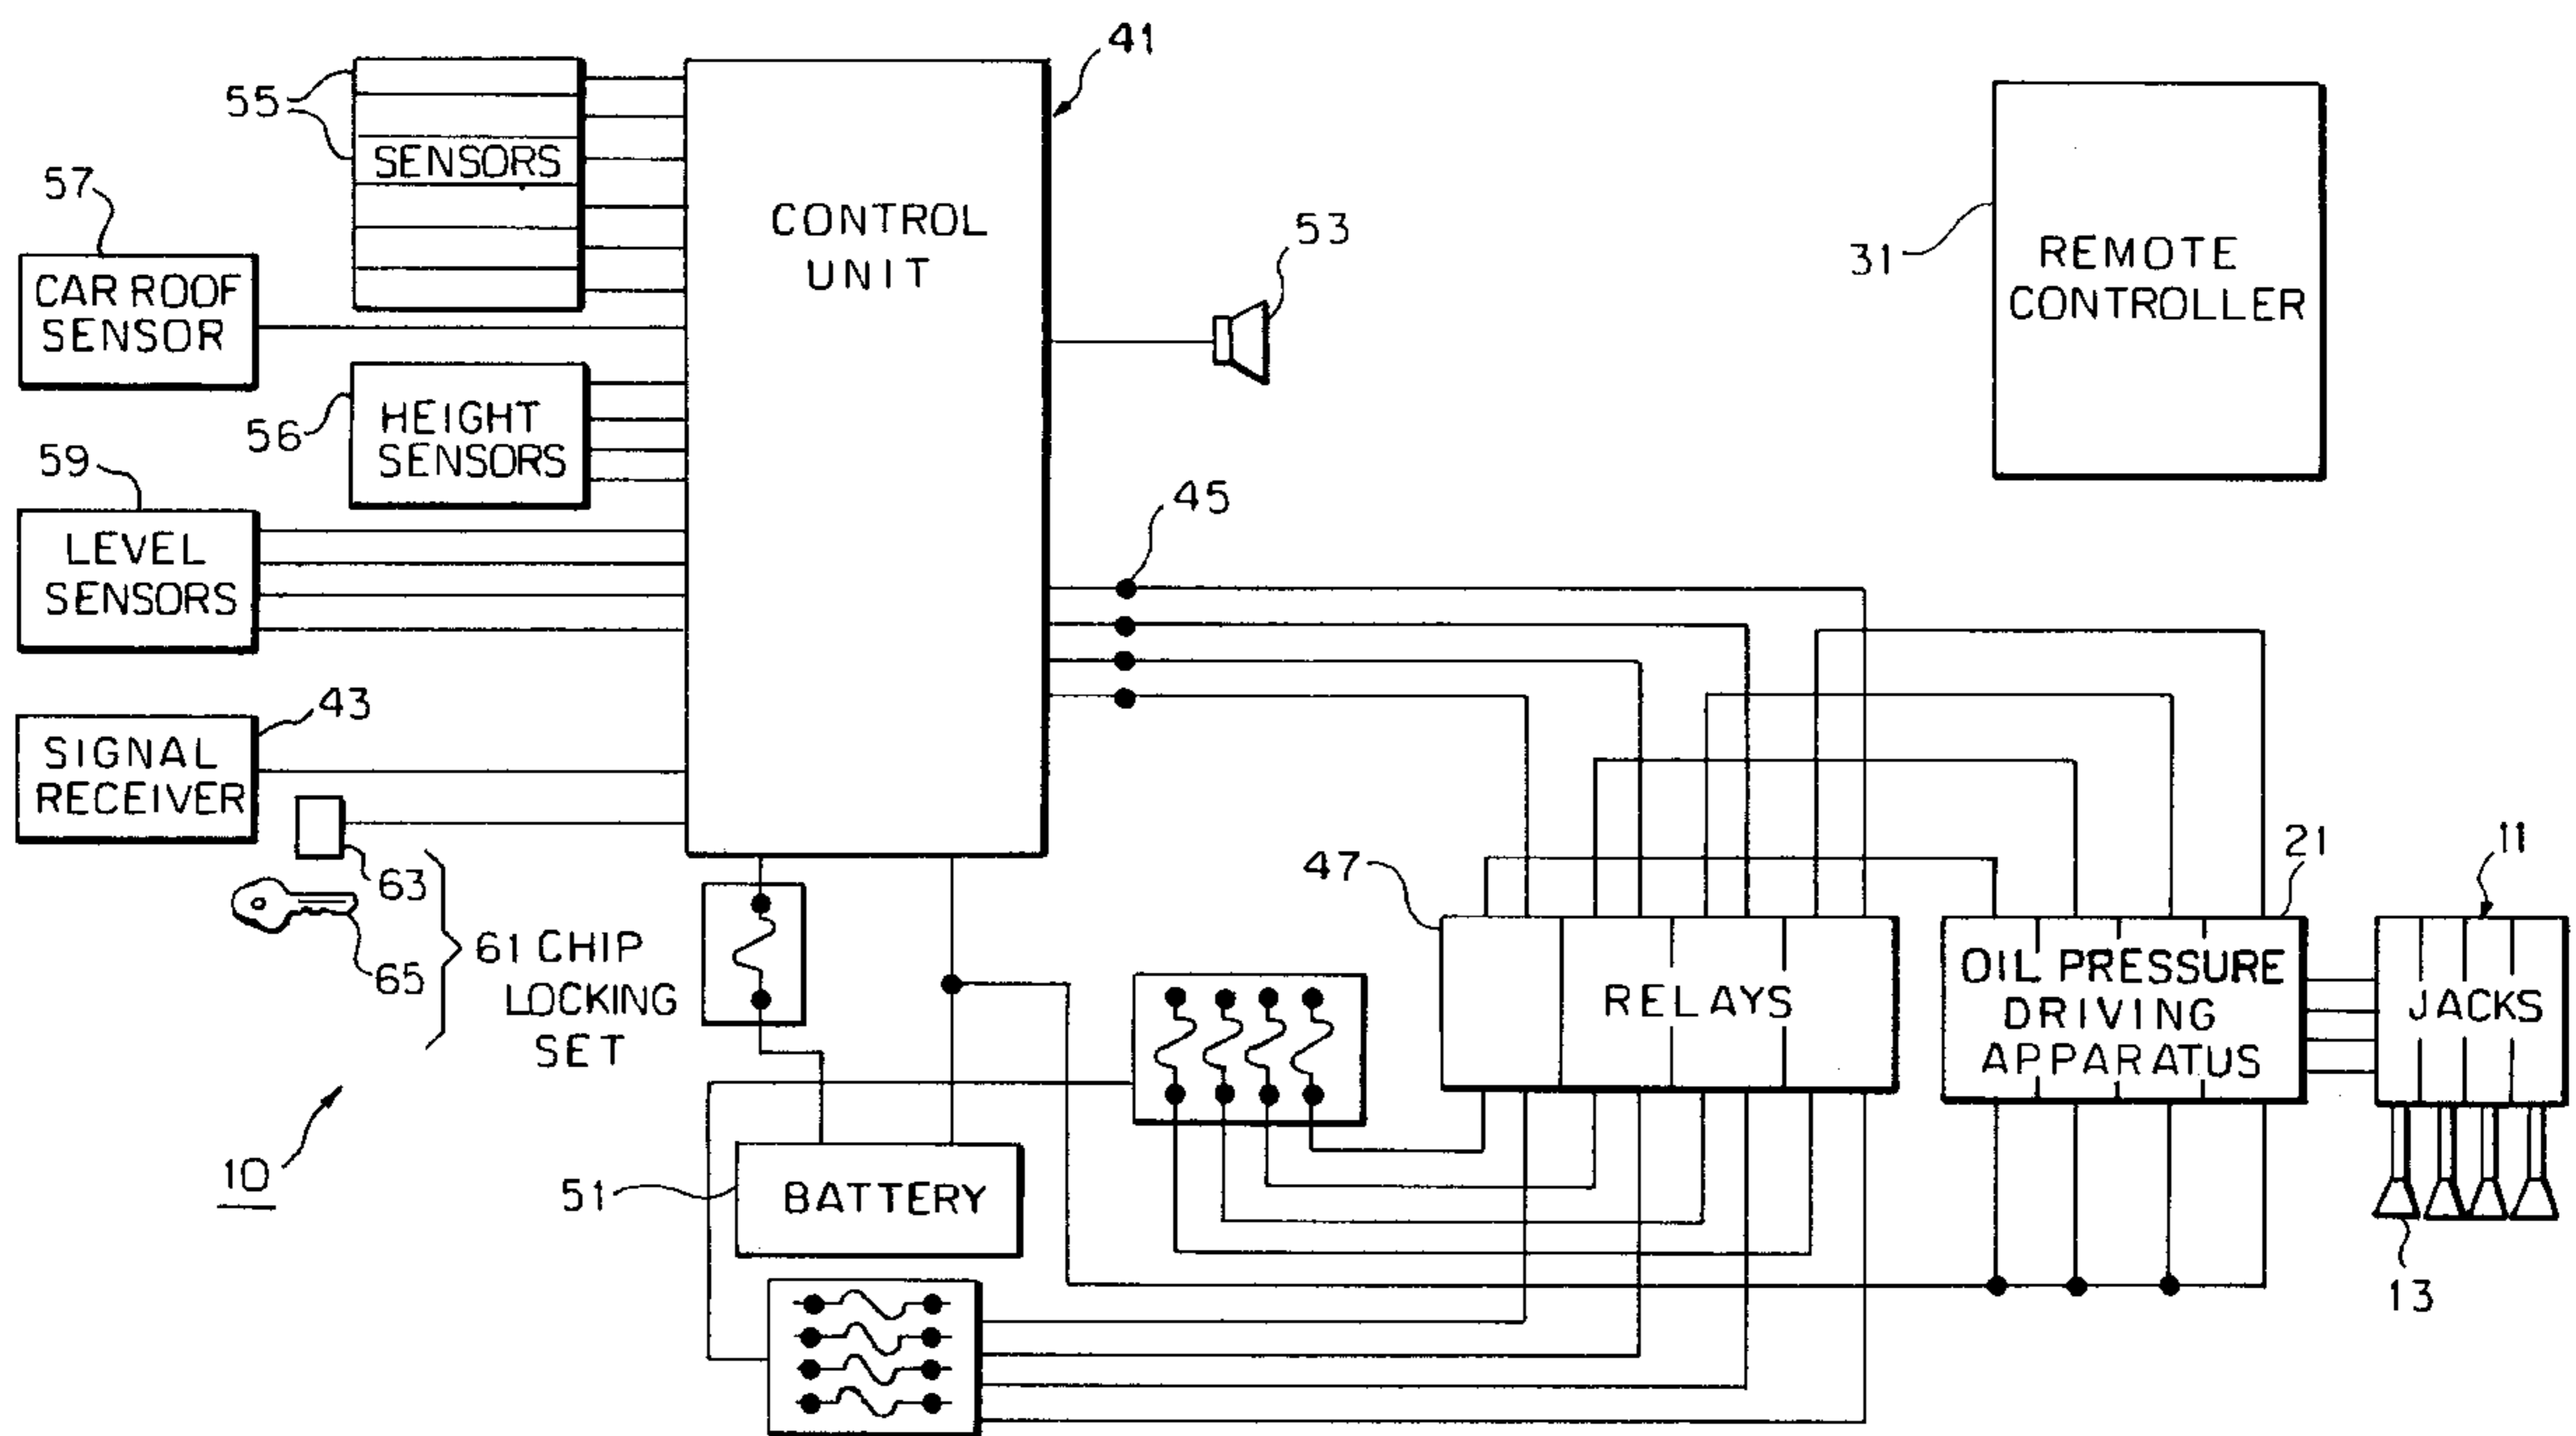 41
55
SENSORS
57
CONTROL
UNIT
53
31
REMOTE
CONTROLLER
CAR ROOF
SENSOR
56
HEIGHT
SENSORS
59
LEVEL
SENSORS
45
43
SIGNAL
RECEIVER
63
65
61 CHIP
LOCKING
SET
47
RELAYS
21
OIL PRESSURE
DRIVING
APPARATUS
11
JACKS
10
51
BATTERY
13